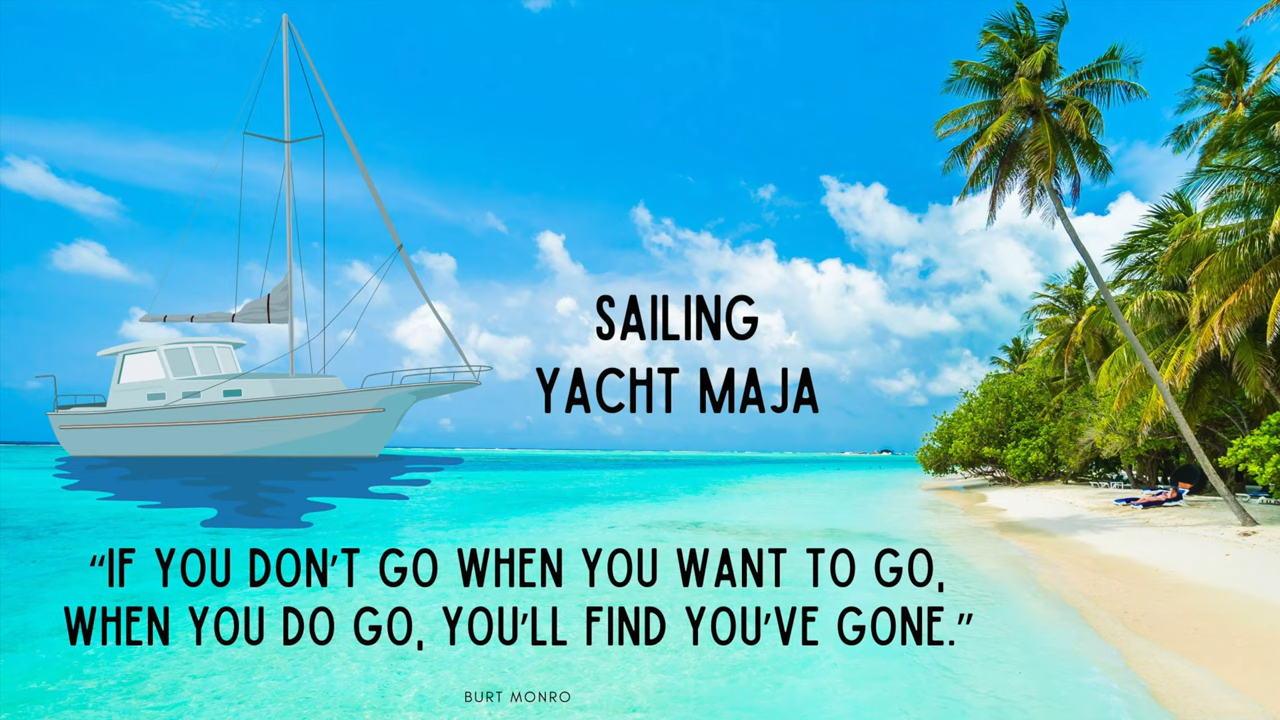 SAILING
YACHT MAJA
“IF YOU DON’T GO WHEN YOU WANT TO GO,
WHEN YOU DO GO, YOU’LL FIND YOU’VE GONE.”
BURT MONRO